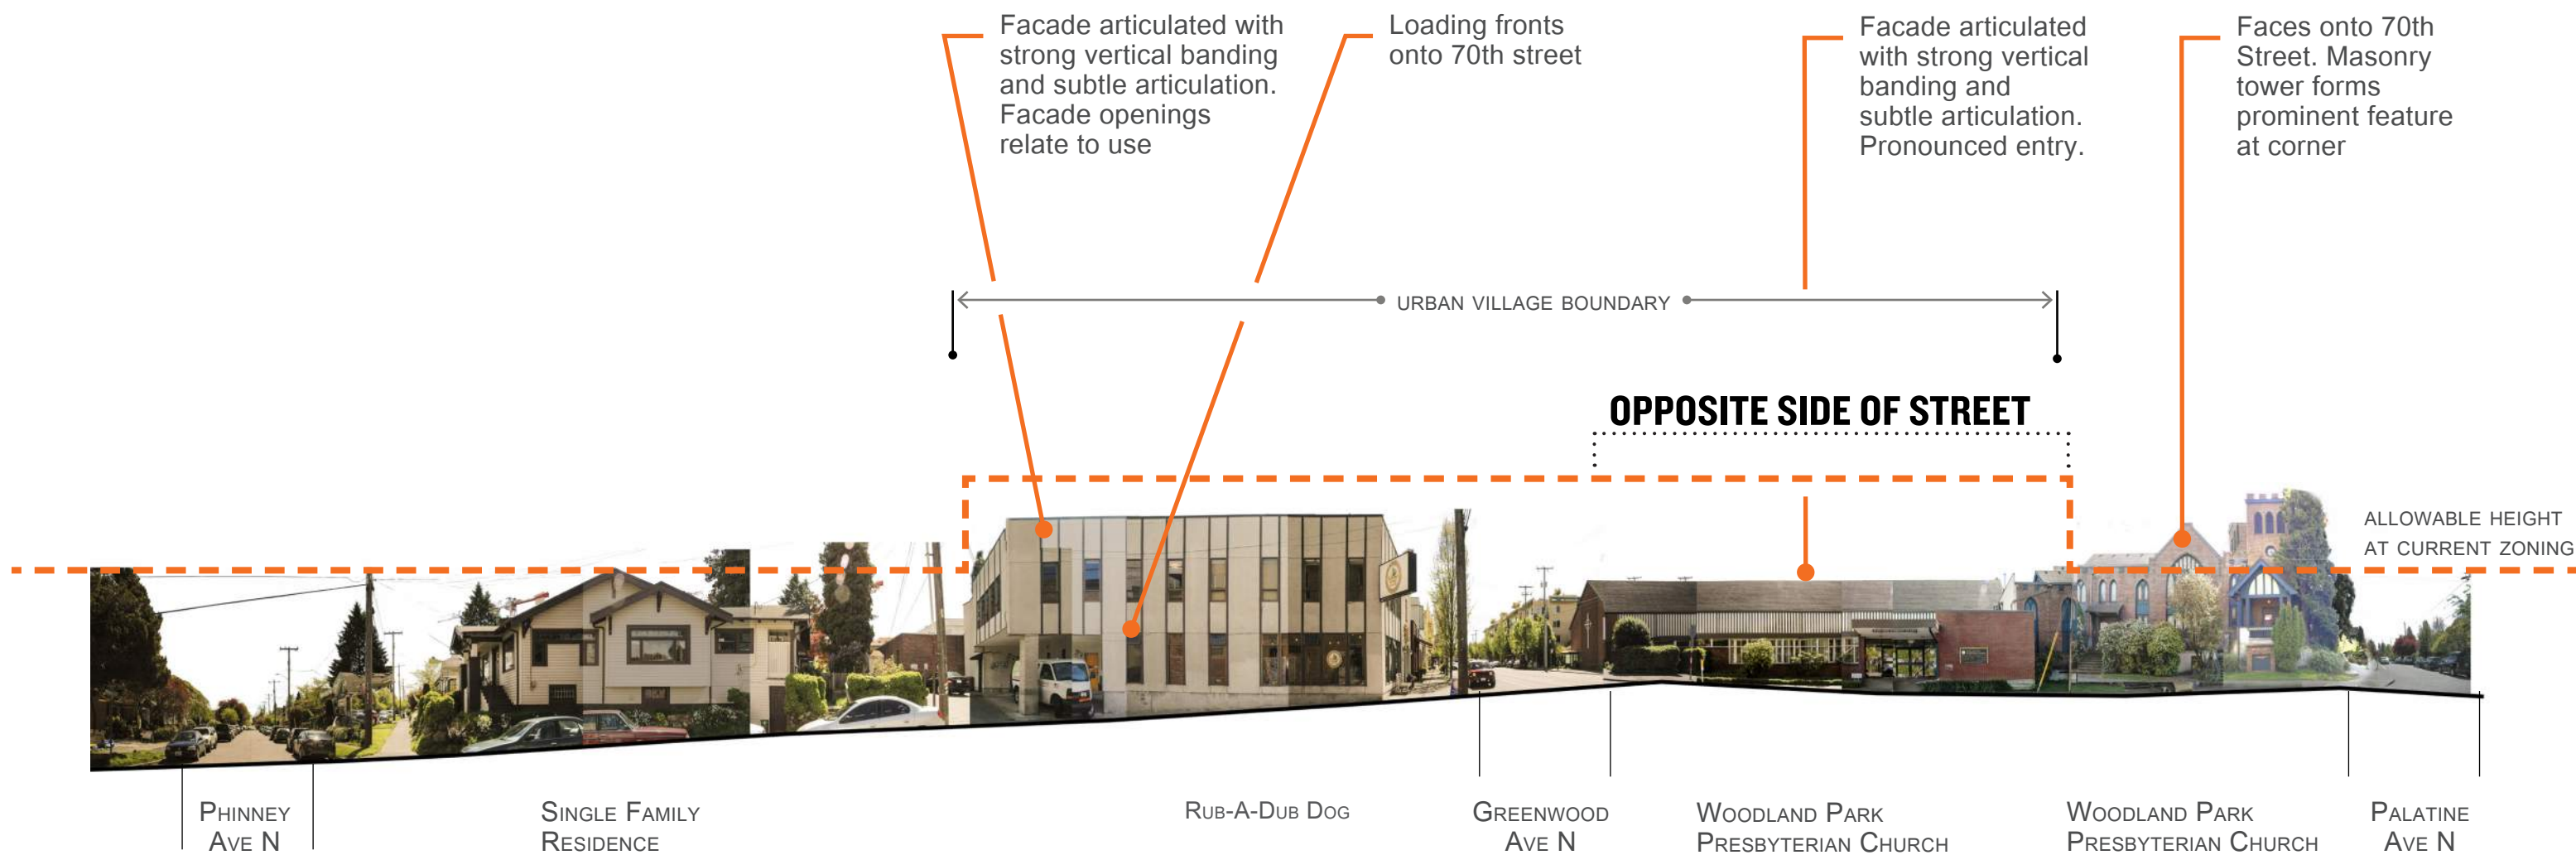 Facade articulated with
strong vertical banding
and subtle articulation.
Facade openings
relate to use
Loading fronts
onto 70th street
Facade articulated
with strong vertical
banding and
subtle articulation.
Pronounced entry.
Faces onto 70th
Street. Masonry
tower forms
prominent feature
at corner
URBAN VILLAGE BOUNDARY
OPPOSITE SIDE OF STREET
ALLOWABLE HEIGHT
AT CURRENT ZONING
PHINNEY
AVE N
SINGLE FAMILY
RESIDENCE
RUB-A-DUB DOG
GREENWOOD
AVE N
WOODLAND PARK
PRESBYTERIAN CHURCH
WOODLAND PARK
PRESBYTERIAN CHURCH
PALATINE
AVE N